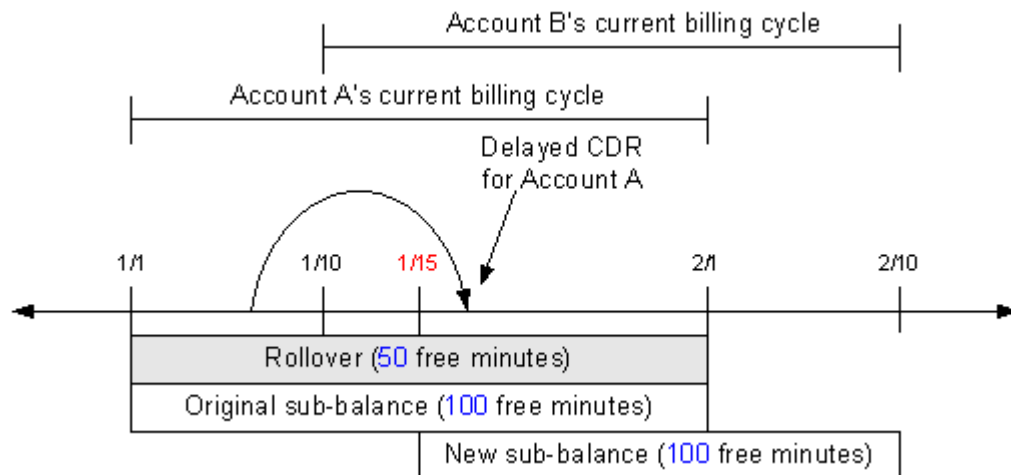 Account B's current billing cycle
Account A's current billing cycle
Delayed CDR
for Account A
1/1
1/10
1/15
2/1
2/10
Rollover (50 free minutes)
Original sub-balance (100 free minutes)
New sub-balance (100 free minutes)